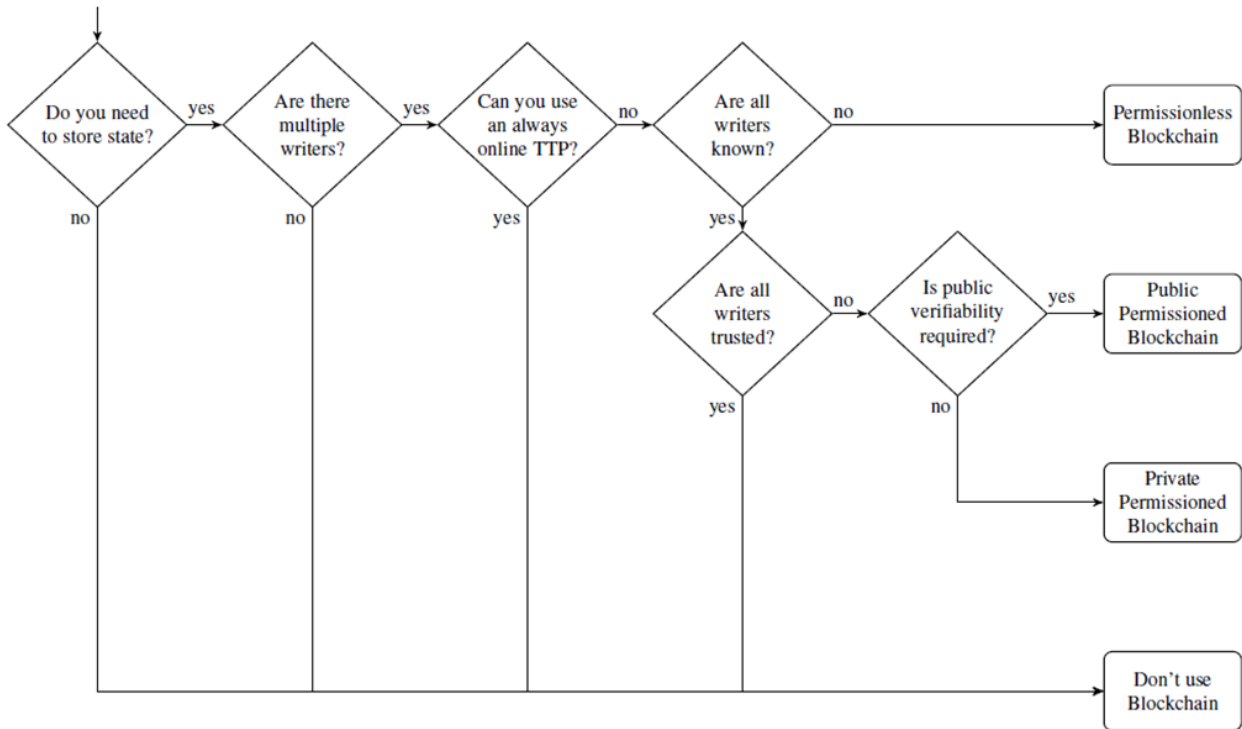 Do you need
to store state?
yes
no
Are there
multiple
writers?
yes
no
Can you use
an always
online TTP?
no
yes
Are all
writers
known?
no
yes
Permissionless
Blockchain
Are all
writers
trusted?
no
yes
Is public
verifiability
required?
yes
no
Public
Permissioned
Blockchain
Private
Permissioned
Blockchain
Don’t use
Blockchain